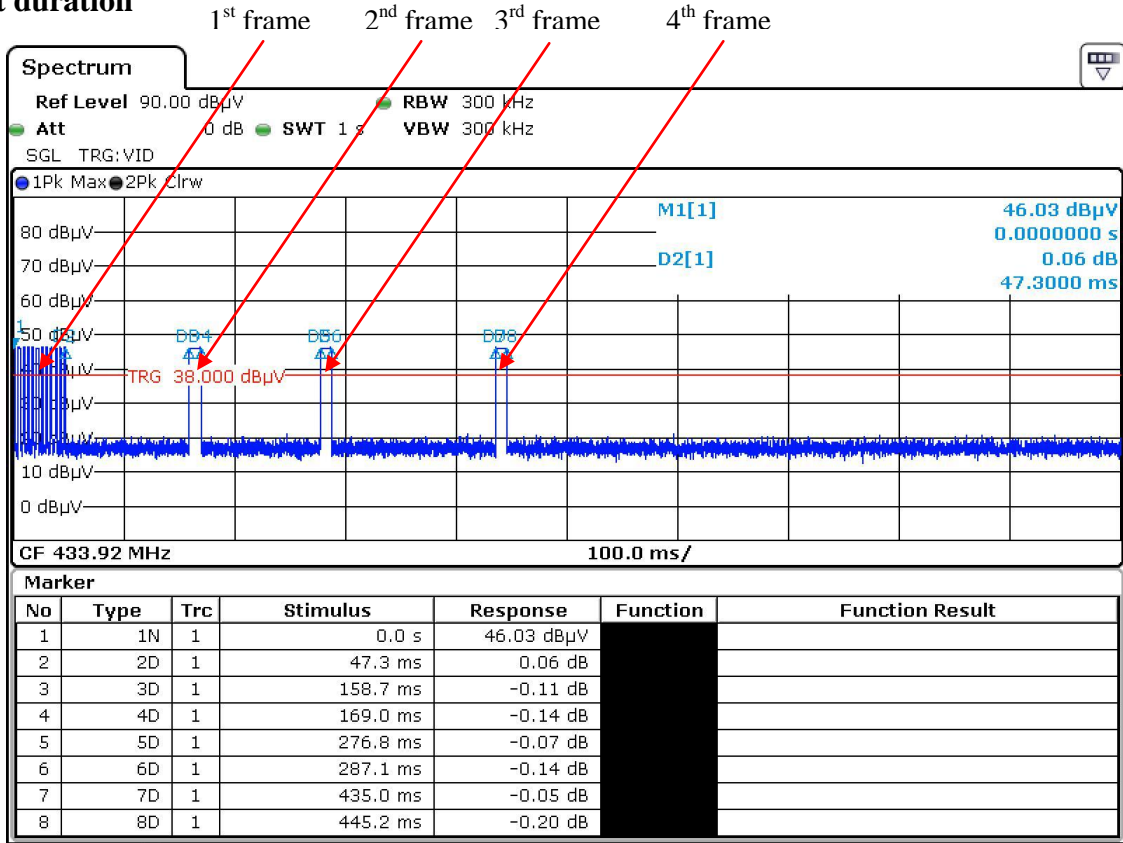 t duration
1st frame 2nd frame 3rd frame 4th frame
Spectrum
Ref Level 90.00 dBµV RBW 300 kHz
Att 0 dB SWT 1 s VBW 300 kHz
SGL TRG:VID
1Pk Max 2Pk Clrw
M1[1] 46.03 dBµV
0.0000000 s
D2[1] 0.06 dB
47.3000 ms
80 dBµV
70 dBµV
60 dBµV
1
50 dBµV
TRG 38.000 dBµV
10 dBµV
0 dBµV
CF 433.92 MHz 100.0 ms/
Marker
No Type Trc Stimulus Response Function Function Result
1 1N 1 0.0 s 46.03 dBµV
2 2D 1 47.3 ms 0.06 dB
3 3D 1 158.7 ms -0.11 dB
4 4D 1 169.0 ms -0.14 dB
5 5D 1 276.8 ms -0.07 dB
6 6D 1 287.1 ms -0.14 dB
7 7D 1 435.0 ms -0.05 dB
8 8D 1 445.2 ms -0.20 dB